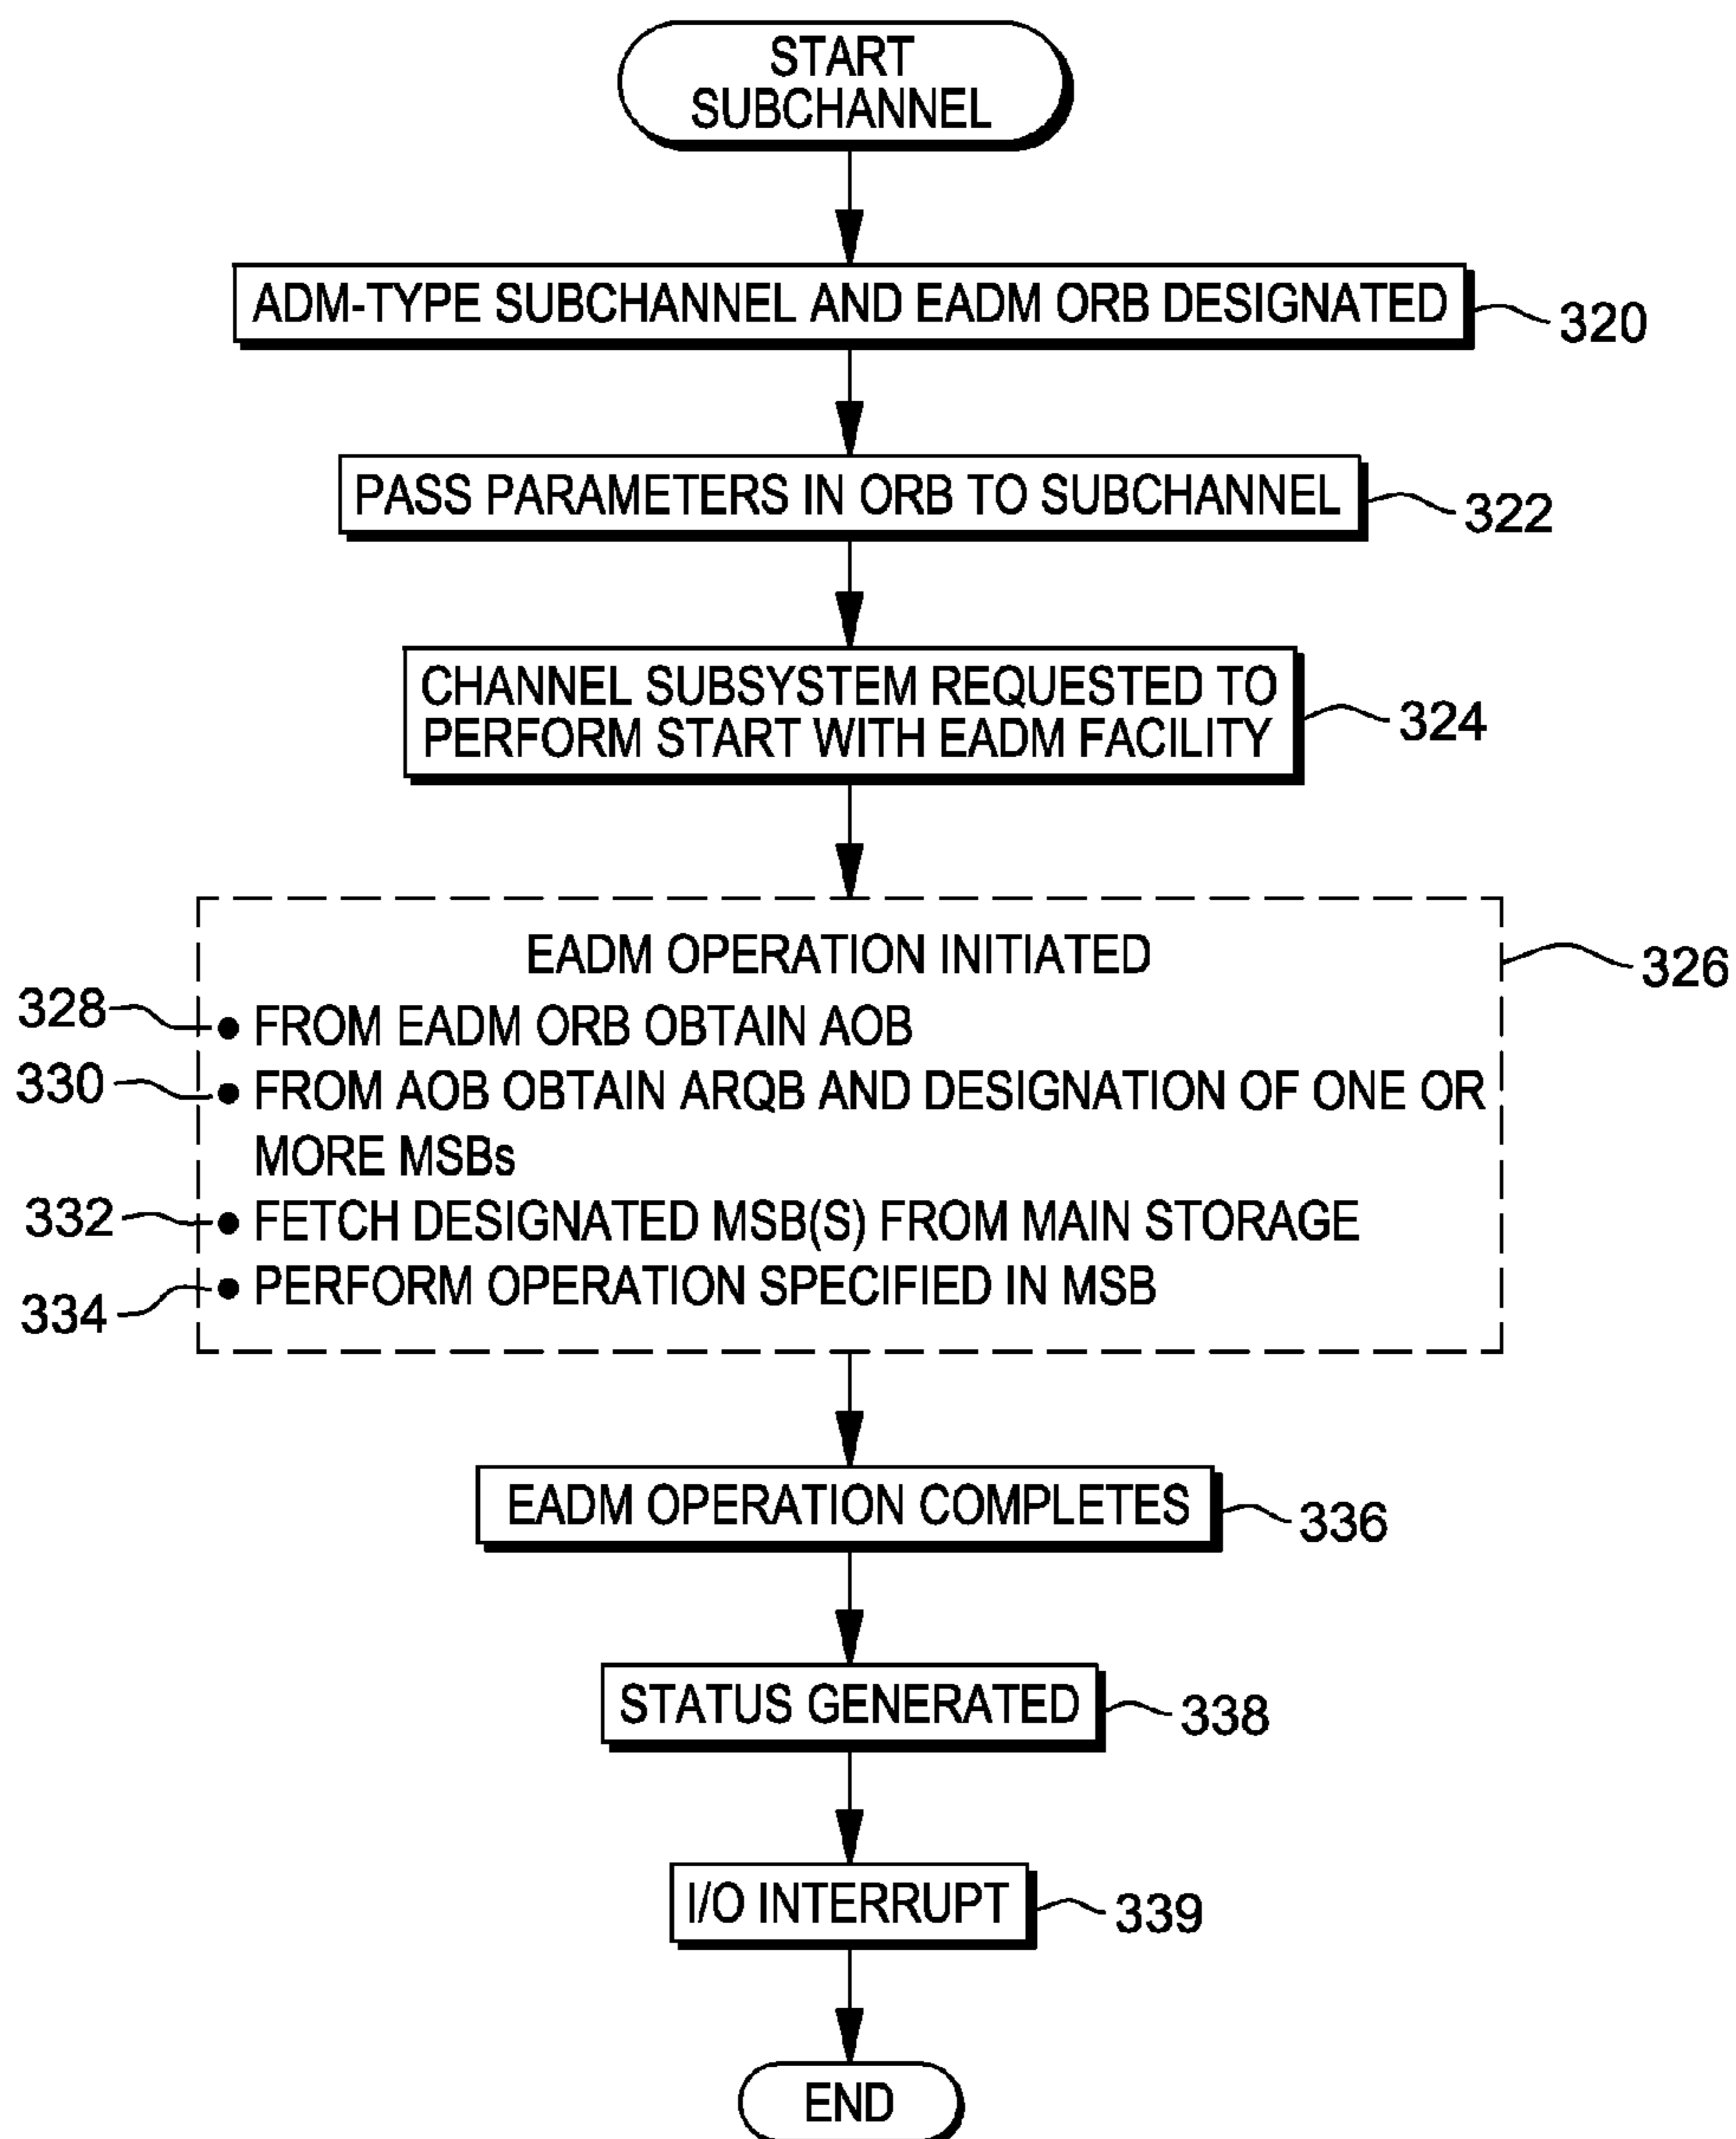 START
SUBCHANNEL
ADM-TYPE SUBCHANNEL AND EADM ORB DESIGNATED
320
PASS PARAMETERS IN ORB TO SUBCHANNEL
322
CHANNEL SUBSYSTEM REQUESTED TO
PERFORM START WITH EADM FACILITY
324
EADM OPERATION INITIATED
326
328
● FROM EADM ORB OBTAIN AOB
330
● FROM AOB OBTAIN ARQB AND DESIGNATION OF ONE OR
MORE MSBs
332
● FETCH DESIGNATED MSB(S) FROM MAIN STORAGE
334
● PERFORM OPERATION SPECIFIED IN MSB
EADM OPERATION COMPLETES
336
STATUS GENERATED
338
I/O INTERRUPT
339
END